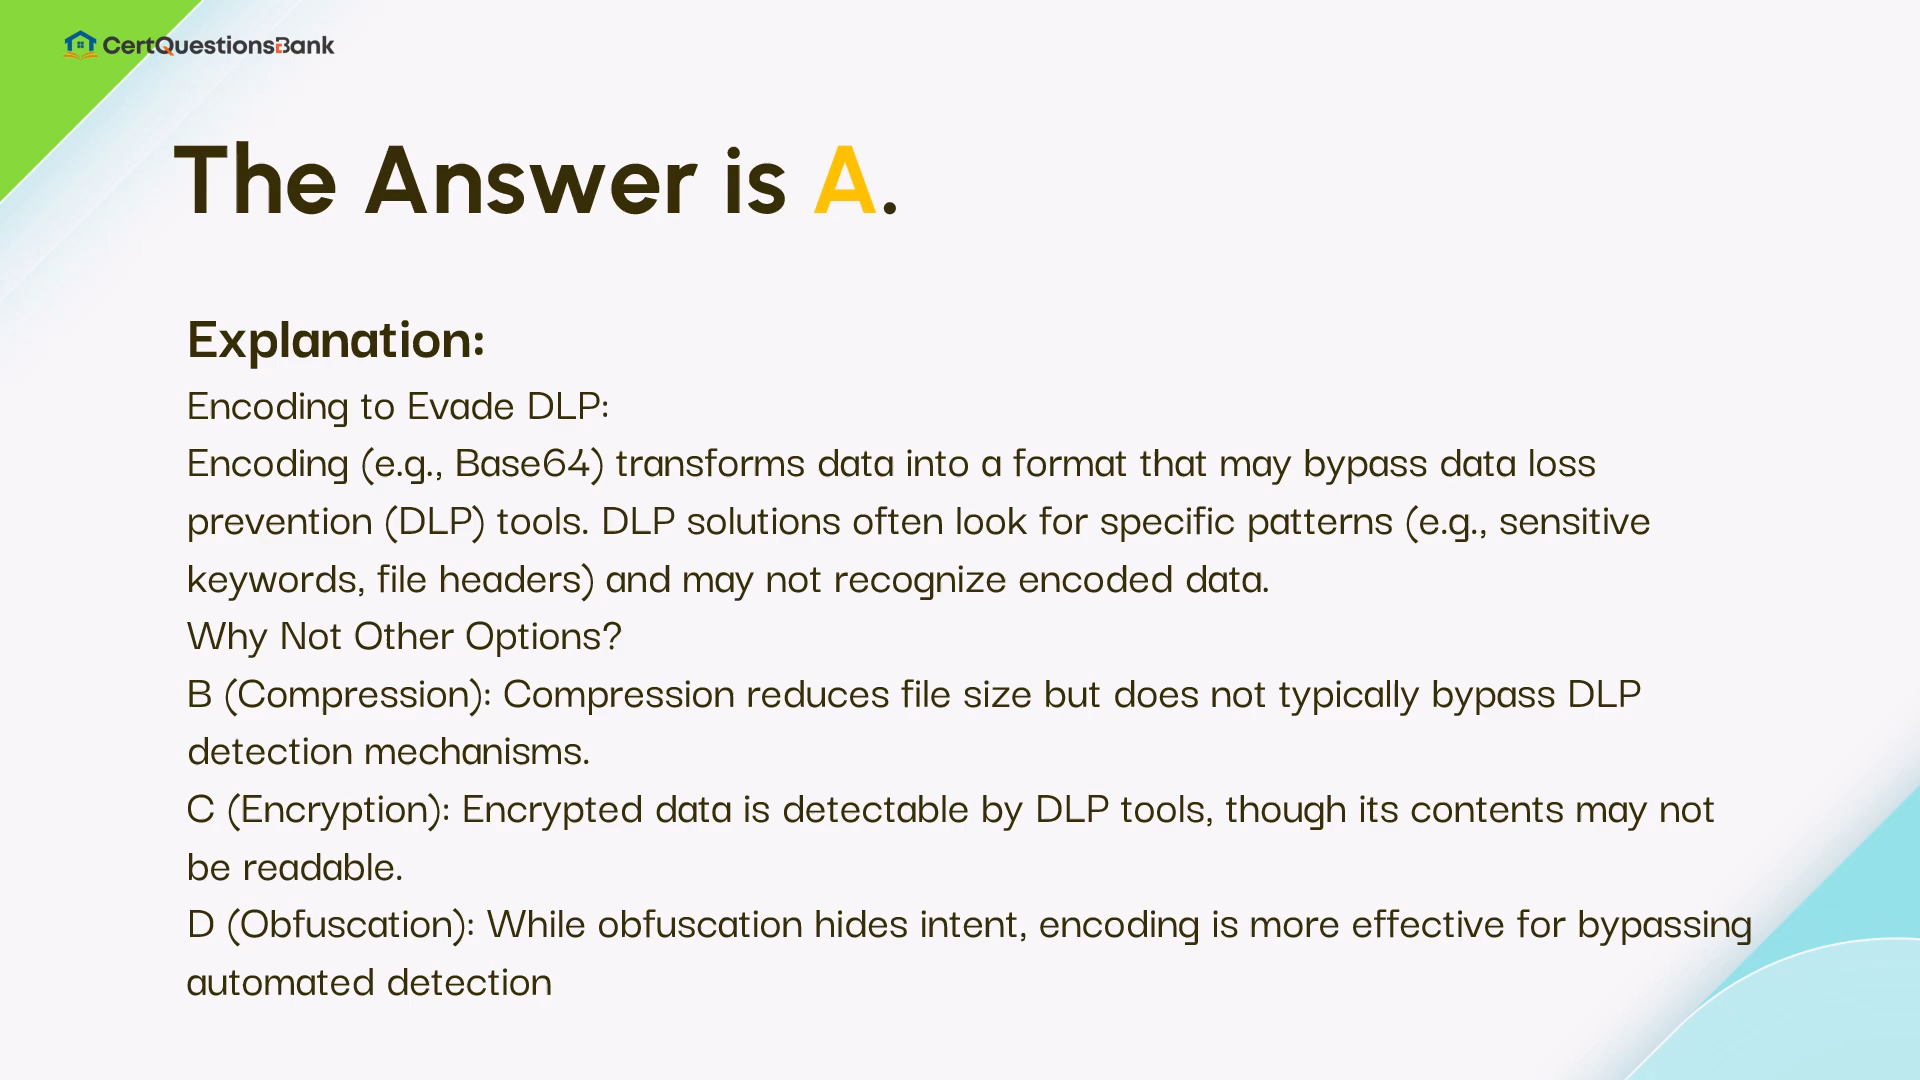 CertQuestionsBank
The Answer is A.
Explanation:
Encoding to Evade DLP:
Encoding (e.g., Base64) transforms data into a format that may bypass data loss
prevention (DLP) tools. DLP solutions often look for specific patterns (e.g., sensitive
keywords, file headers) and may not recognize encoded data.
Why Not Other Options?
B (Compression): Compression reduces file size but does not typically bypass DLP
detection mechanisms.
C (Encryption): Encrypted data is detectable by DLP tools, though its contents may not
be readable.
D (Obfuscation): While obfuscation hides intent, encoding is more effective for bypassing
automated detection